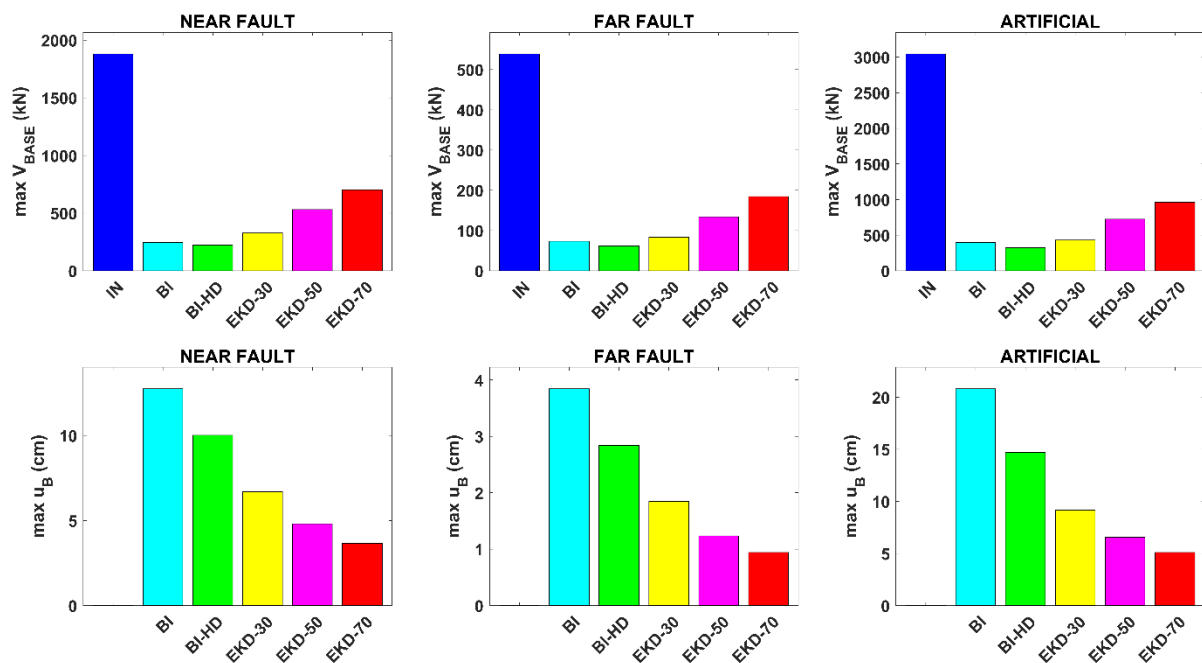 NEAR FAULT
max V_BASE (kN)
2000
1500
1000
500
0
IN
BI
BI-HD
EKD-30
EKD-50
EKD-70
FAR FAULT
max V_BASE (kN)
500
400
300
200
100
0
IN
BI
BI-HD
EKD-30
EKD-50
EKD-70
ARTIFICIAL
max V_BASE (kN)
3000
2500
2000
1500
1000
500
0
IN
BI
BI-HD
EKD-30
EKD-50
EKD-70
NEAR FAULT
max u_B (cm)
10
5
0
BI
BI-HD
EKD-30
EKD-50
EKD-70
FAR FAULT
max u_B (cm)
4
3
2
1
0
BI
BI-HD
EKD-30
EKD-50
EKD-70
ARTIFICIAL
max u_B (cm)
20
15
10
5
0
BI
BI-HD
EKD-30
EKD-50
EKD-70